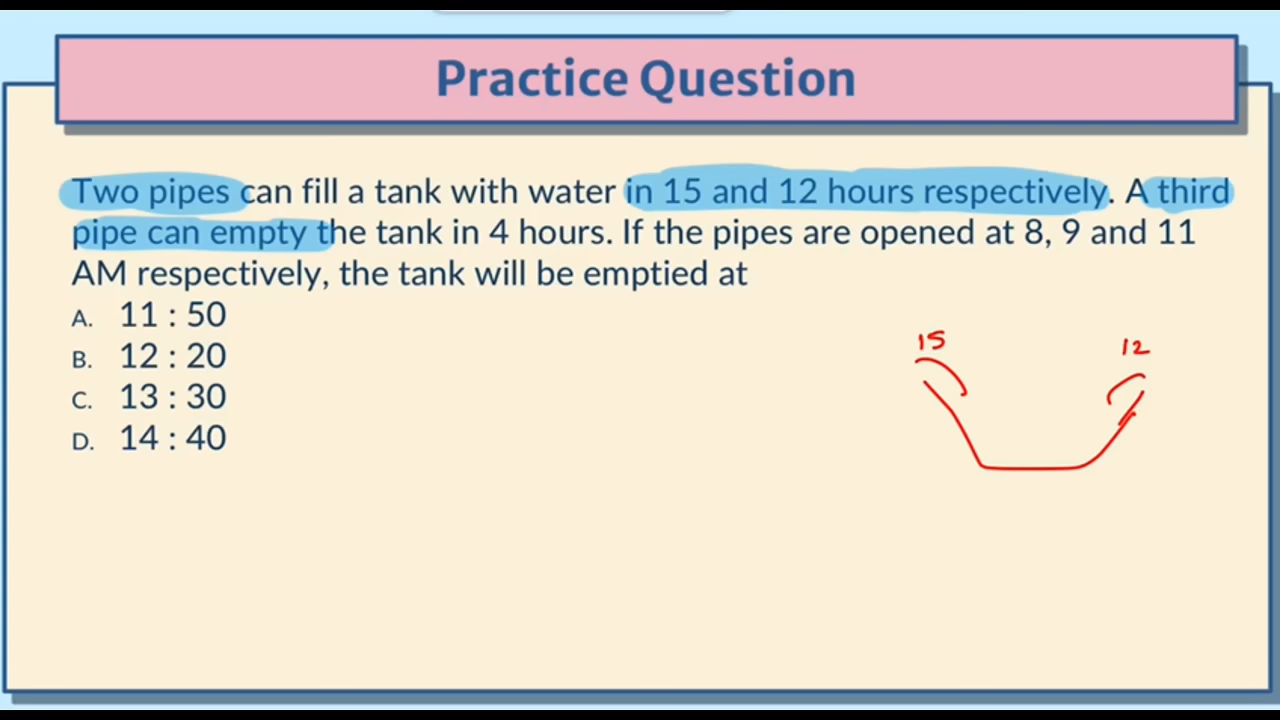 Practice Question
Two pipes can fill a tank with water in 15 and 12 hours respectively. A third
pipe can empty the tank in 4 hours. If the pipes are opened at 8, 9 and 11
AM respectively, the tank will be emptied at
A. 11 : 50
B. 12 : 20
C. 13 : 30
D. 14 : 40
15
12